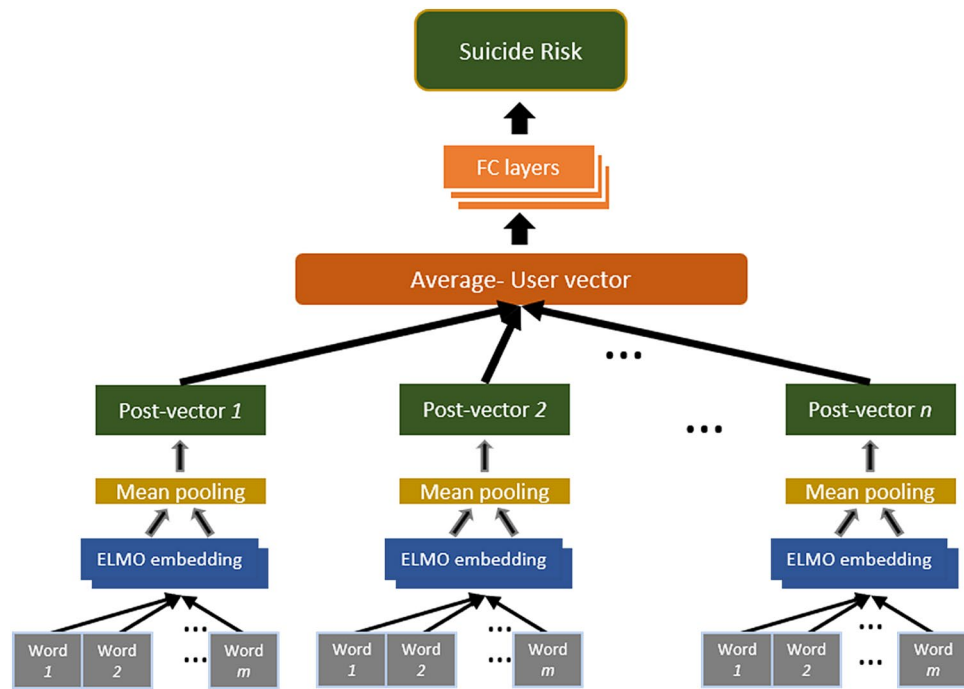 Suicide Risk
FC layers
Average- User vector
...
Post-vector 1
Post-vector 2
...
Post-vector n
Mean pooling
Mean pooling
Mean pooling
ELMO embedding
ELMO embedding
ELMO embedding
Word
1
Word
2
...
...
Word
m
Word
1
Word
2
...
...
Word
m
Word
1
Word
2
...
...
Word
m